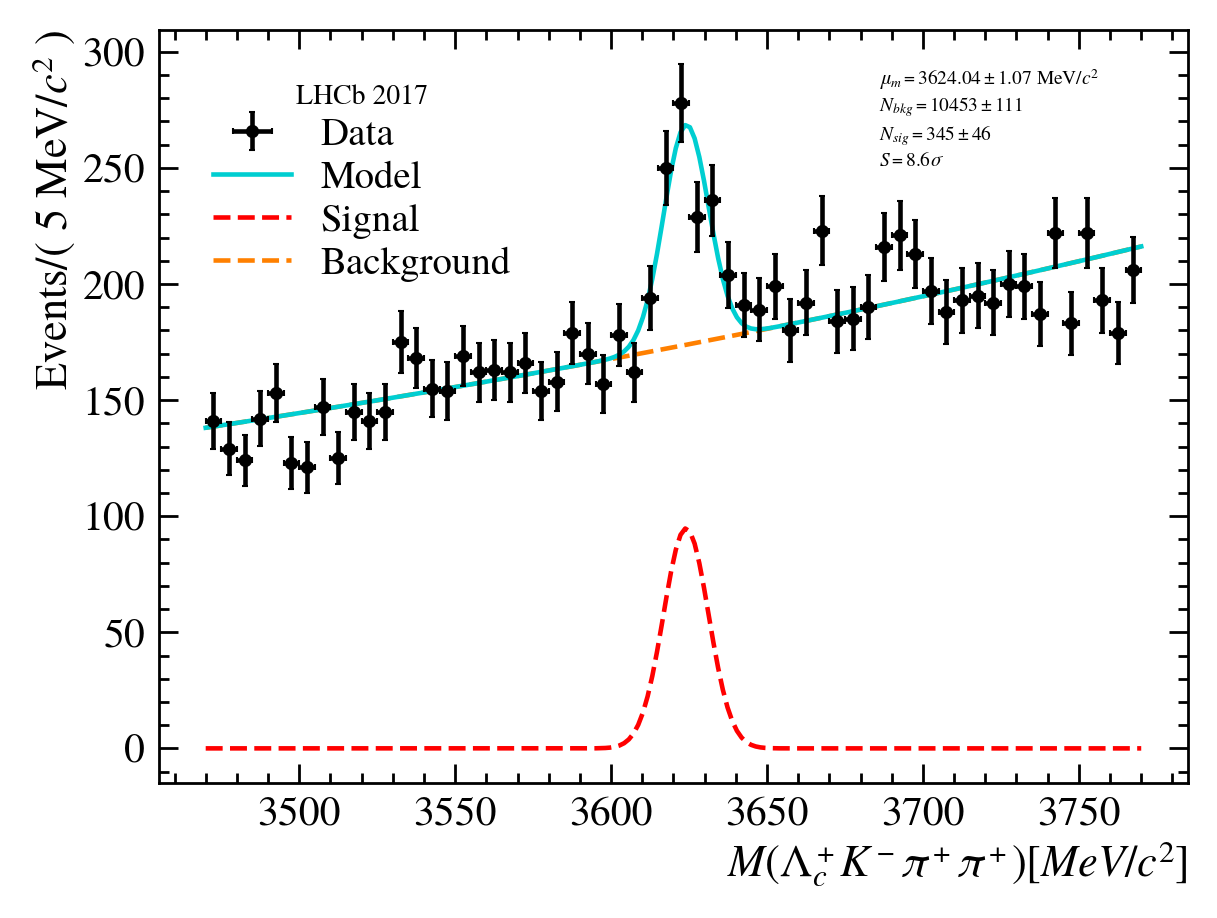 Events/( 5 MeV/c² )
300
250
200
150
100
50
0
LHCb 2017
Data
Model
Signal
Background
μₘ = 3624.04 ± 1.07 MeV/c²
N_bkg = 10453 ± 111
N_sig = 345 ± 46
S = 8.6σ
3500 3550 3600 3650 3700 3750
M(Λ_c⁺K⁻π⁺π⁺)[MeV/c²]